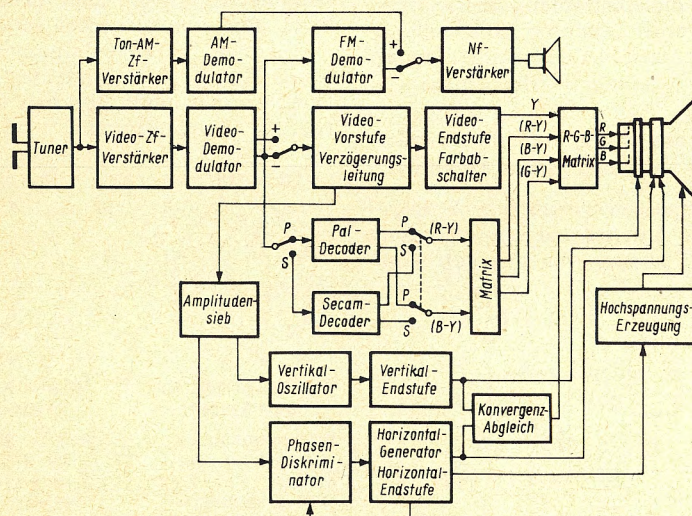 Ton-AM-
Zf-
Verstärker
AM-
Demo-
dulator
FM-
Demo-
dulator
+
−
Nf-
Verstärker
Tuner
Video-Zf-
Verstärker
Video-
Demo-
dulator
+
−
Video-
Vorstufe
Verzögerungs-
leitung
Video-
Endstufe
Farbab-
schalter
Y
(R-Y)
(B-Y)
(G-Y)
R-G-B-
Matrix
R
G
B
P
S
Pal-
Decoder
Secam-
Decoder
P
S
(R-Y)
P
S
(B-Y)
Matrix
Amplituden-
sieb
Hochspannungs-
Erzeugung
Vertikal-
Oszillator
Vertikal-
Endstufe
Konvergenz-
Abgleich
Phasen-
Diskrimi-
nator
Horizontal-
Generator
Horizontal-
Endstufe